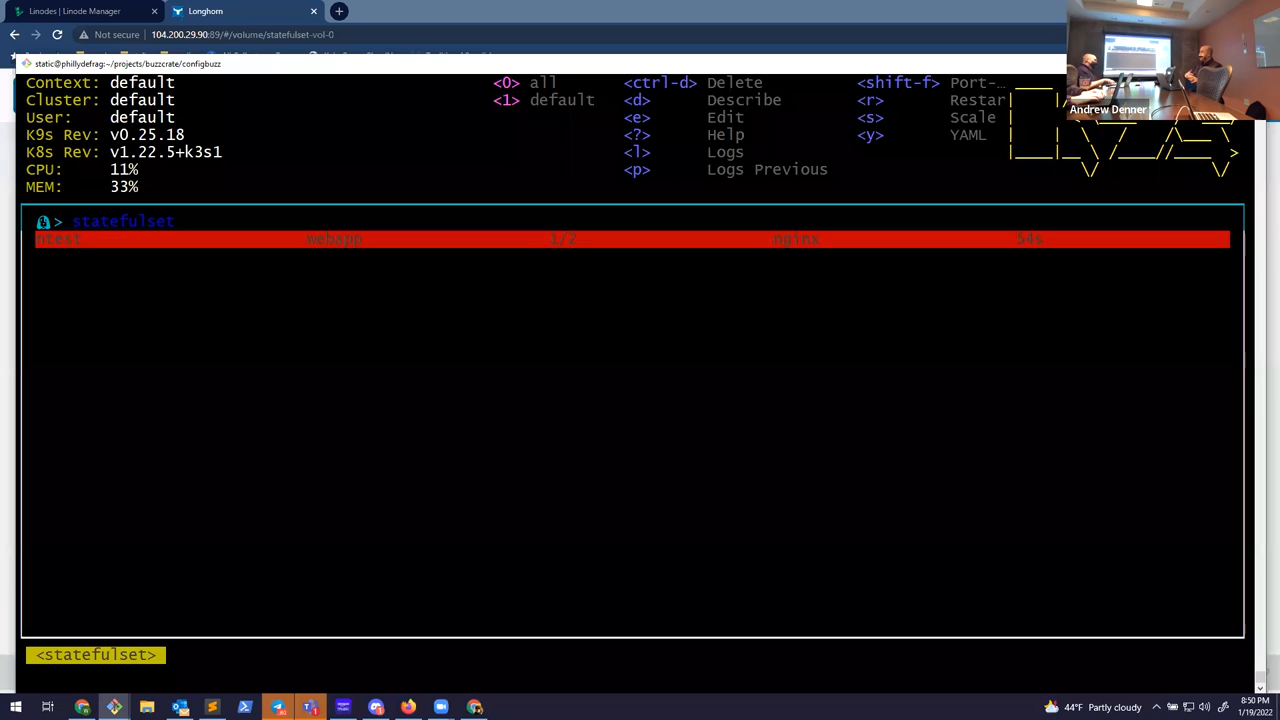 Linodes | Linode Manager
Longhorn
Not secure
104.200.29.90:89/#/volume/statefulset-vol-0
static@phillydefrag:~/projects/buzzcrate/configbuzz
Context: default <0> all <ctrl-d> Delete <shift-f> Port-…
Cluster: default <1> default <d> Describe <r> Restar
User: default <e> Edit <s> Scale
K9s Rev: v0.25.18 <?> Help <y> YAML
K8s Rev: v1.22.5+k3s1 <l> Logs
CPU: 11% <p> Logs Previous
MEM: 33%
Andrew Denner
> statefulset
ntest webapp 1/2 nginx 54s
<statefulset>
44°F Partly cloudy
8:50 PM
1/19/2022